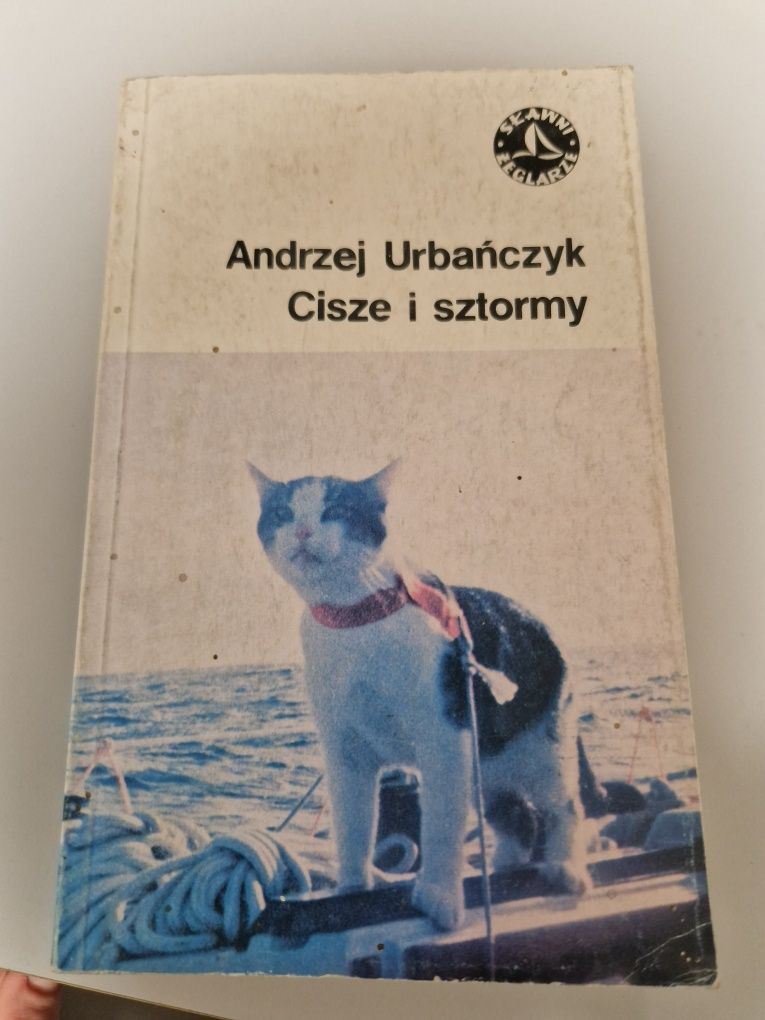 SŁAWNI
ŻEGLARZE
Andrzej Urbańczyk
Cisze i sztormy